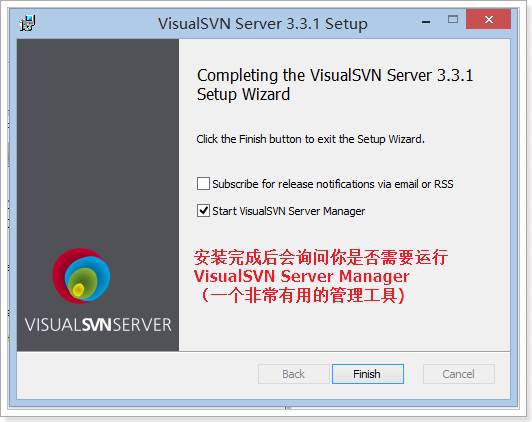 VisualSVN Server 3.3.1 Setup
Completing the VisualSVN Server 3.3.1
Setup Wizard
Click the Finish button to exit the Setup Wizard.
Subscribe for release notifications via email or RSS
Start VisualSVN Server Manager
安装完成后会询问你是否需要运行
VisualSVN Server Manager
（一个非常有用的管理工具)
VISUALSVNSERVER
Back
Finish
Cancel